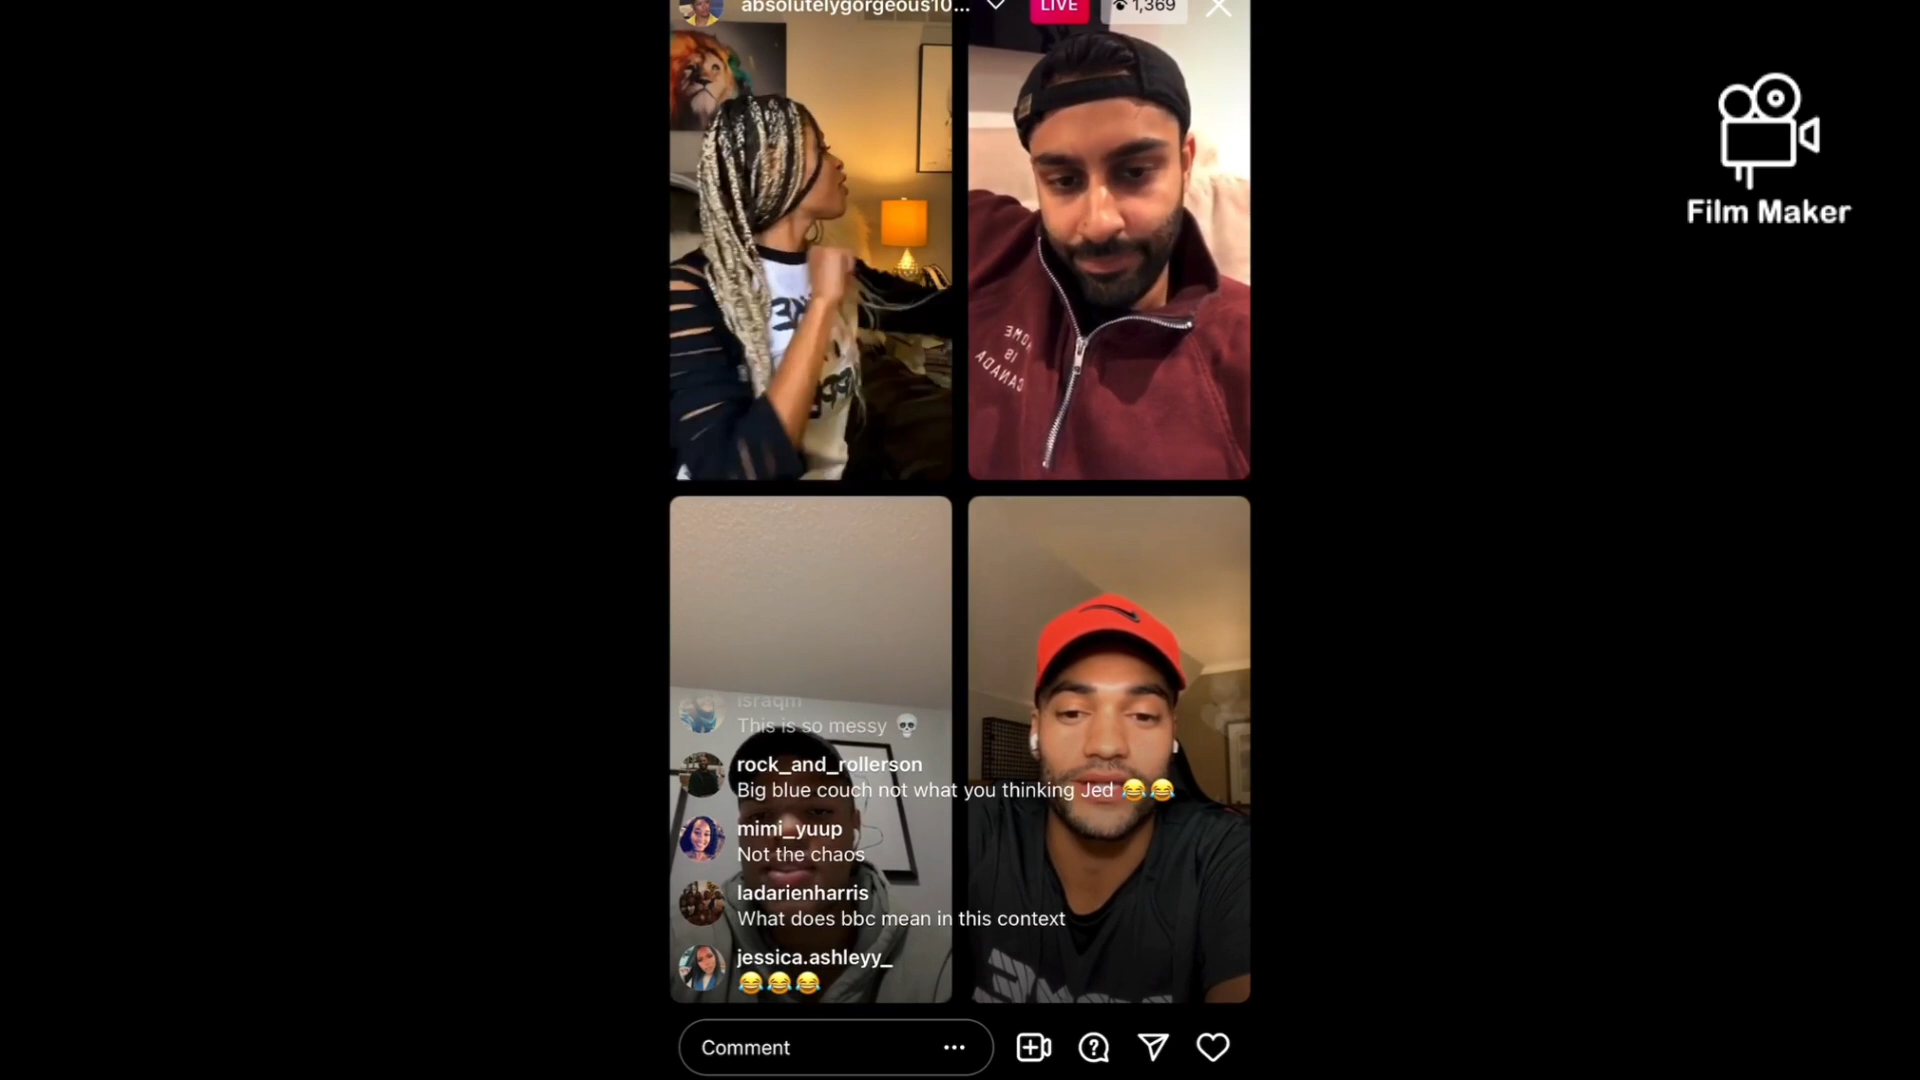 absolutelygorgeous10...
LIVE
1,369
Film Maker
HOME
IS
CANADA
israqm
This is so messy 💀
rock_and_rollerson
Big blue couch not what you thinking Jed 😂😂
mimi_yuup
Not the chaos
ladarienharris
What does bbc mean in this context
jessica.ashleyy_
😂😂😂
Comment